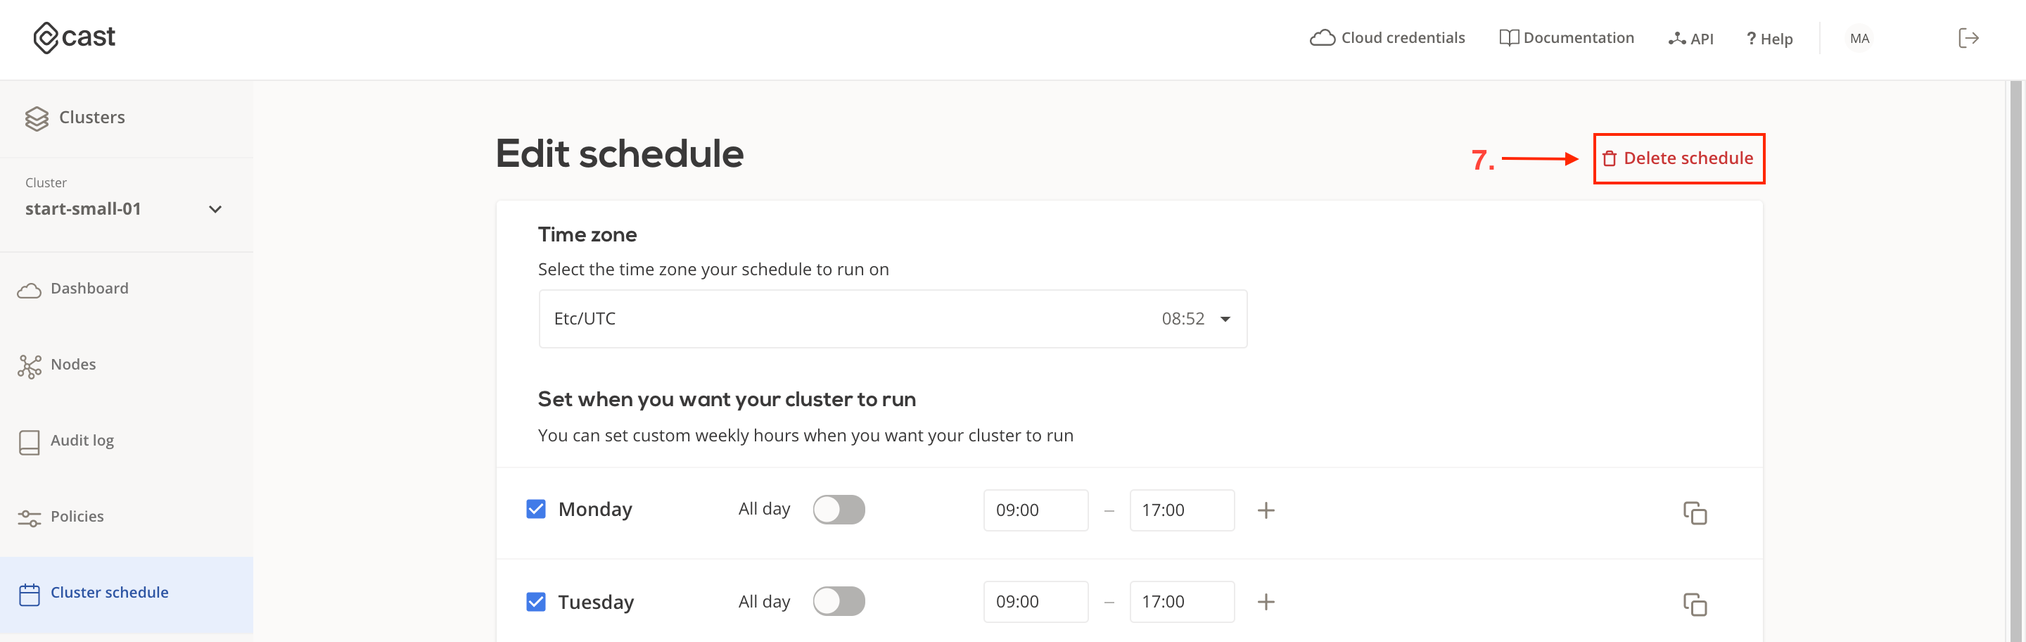 cast
Cloud credentials
Documentation
API
? Help
MA
Clusters
Cluster
start-small-01
Dashboard
Nodes
Audit log
Policies
Cluster schedule
Edit schedule
7.
Delete schedule
Time zone
Select the time zone your schedule to run on
Etc/UTC 08:52
Set when you want your cluster to run
You can set custom weekly hours when you want your cluster to run
Monday All day 09:00 – 17:00 +
Tuesday All day 09:00 – 17:00 +